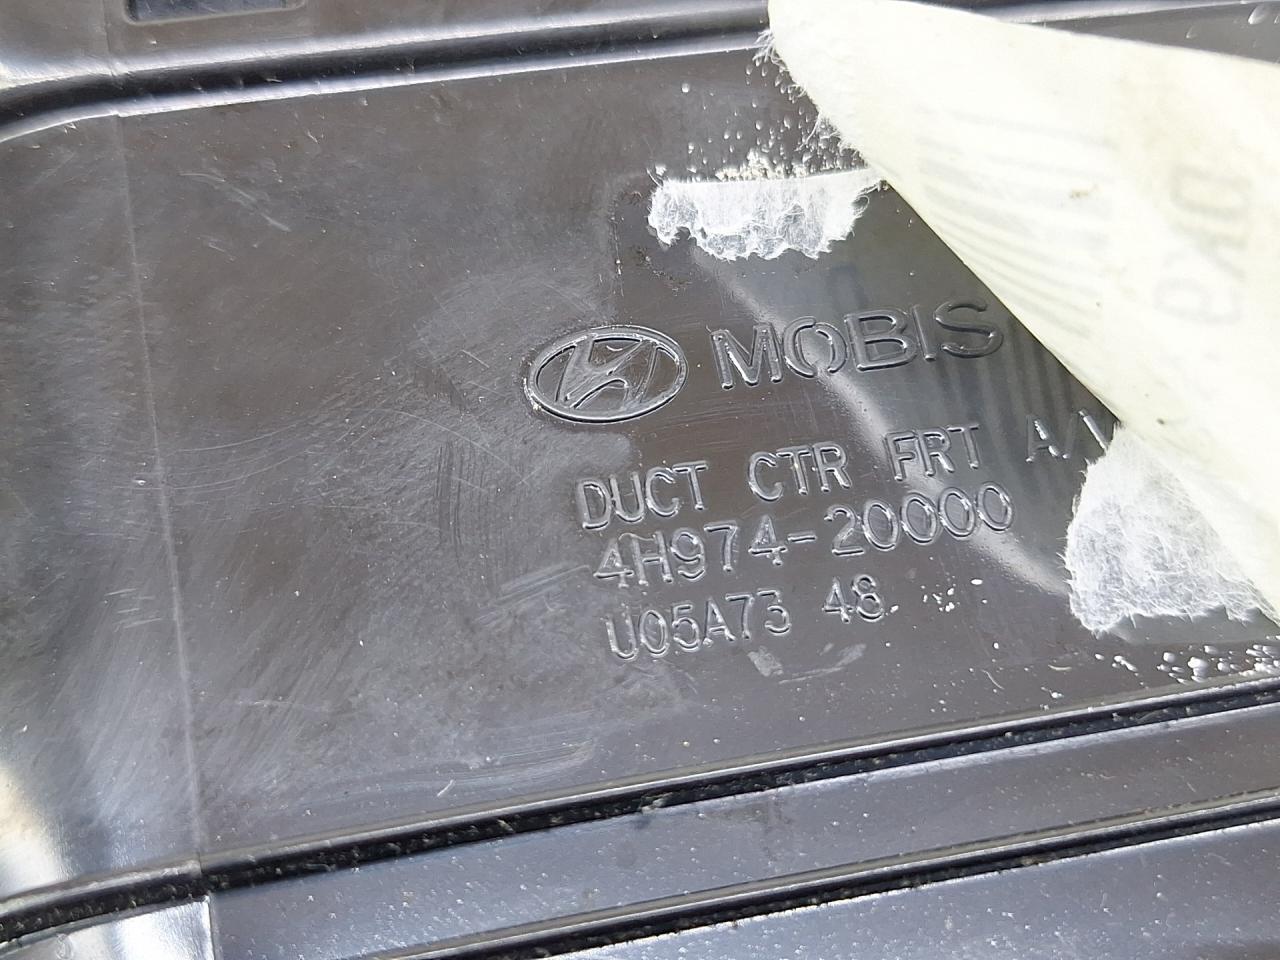 MOBIS
DUCT CTR FRT
4H974-20000
U05A73 48